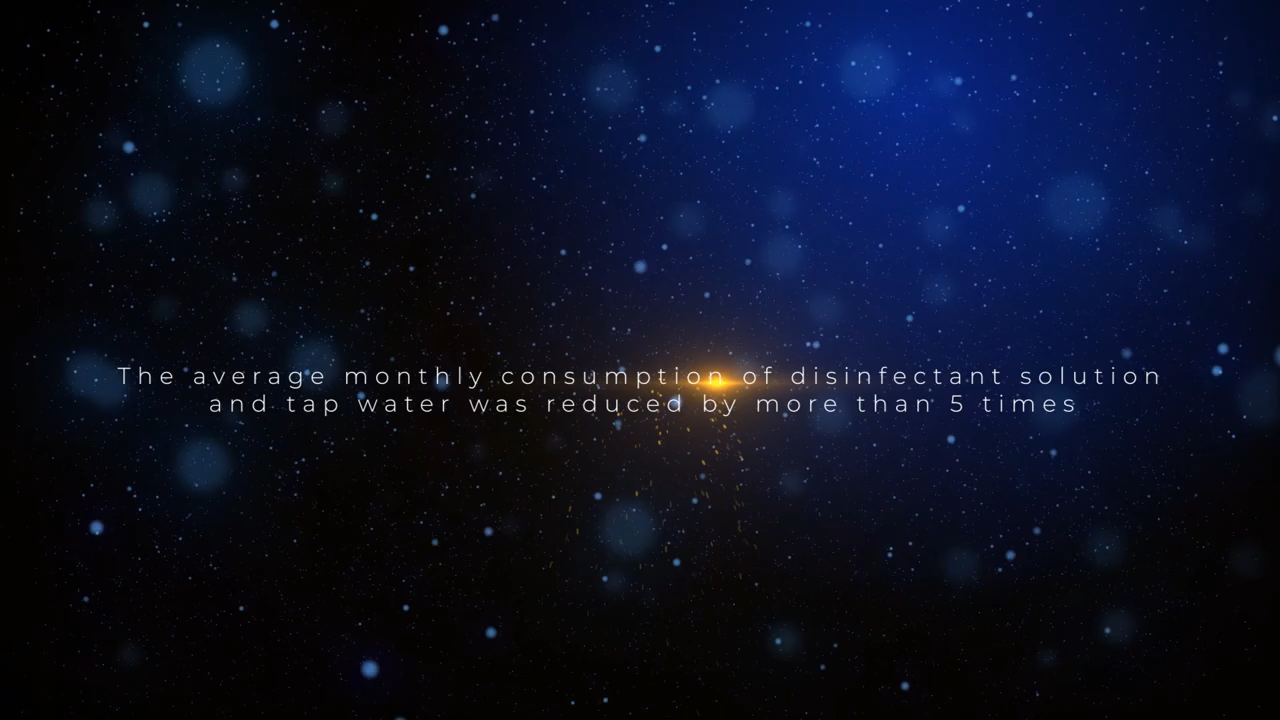 The average monthly consumption of disinfectant solution
and tap water was reduced by more than 5 times